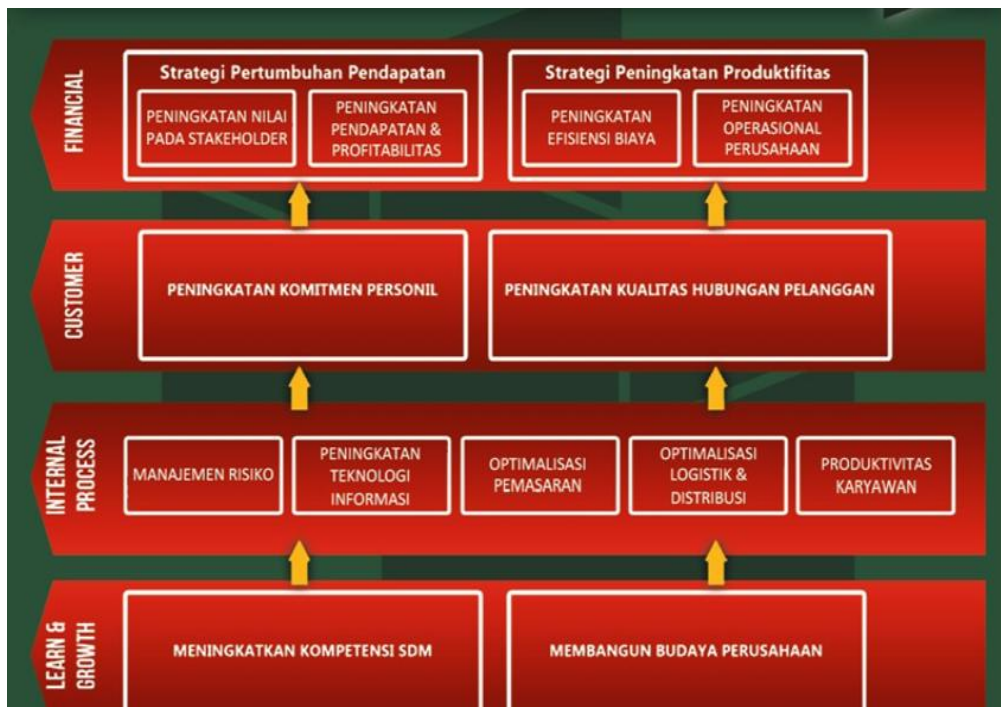 FINANCIAL
Strategi Pertumbuhan Pendapatan
PENINGKATAN NILAI
PADA STAKEHOLDER
PENINGKATAN
PENDAPATAN &
PROFITABILITAS
Strategi Peningkatan Produktifitas
PENINGKATAN
EFISIENSI BIAYA
PENINGKATAN
OPERASIONAL
PERUSAHAAN
CUSTOMER
PENINGKATAN KOMITMEN PERSONIL
PENINGKATAN KUALITAS HUBUNGAN PELANGGAN
INTERNAL
PROCESS
MANAJEMEN RISIKO
PENINGKATAN
TEKNOLOGI
INFORMASI
OPTIMALISASI
PEMASARAN
OPTIMALISASI
LOGISTIK &
DISTRIBUSI
PRODUKTIVITAS
KARYAWAN
LEARN &
GROWTH
MENINGKATKAN KOMPETENSI SDM
MEMBANGUN BUDAYA PERUSAHAAN